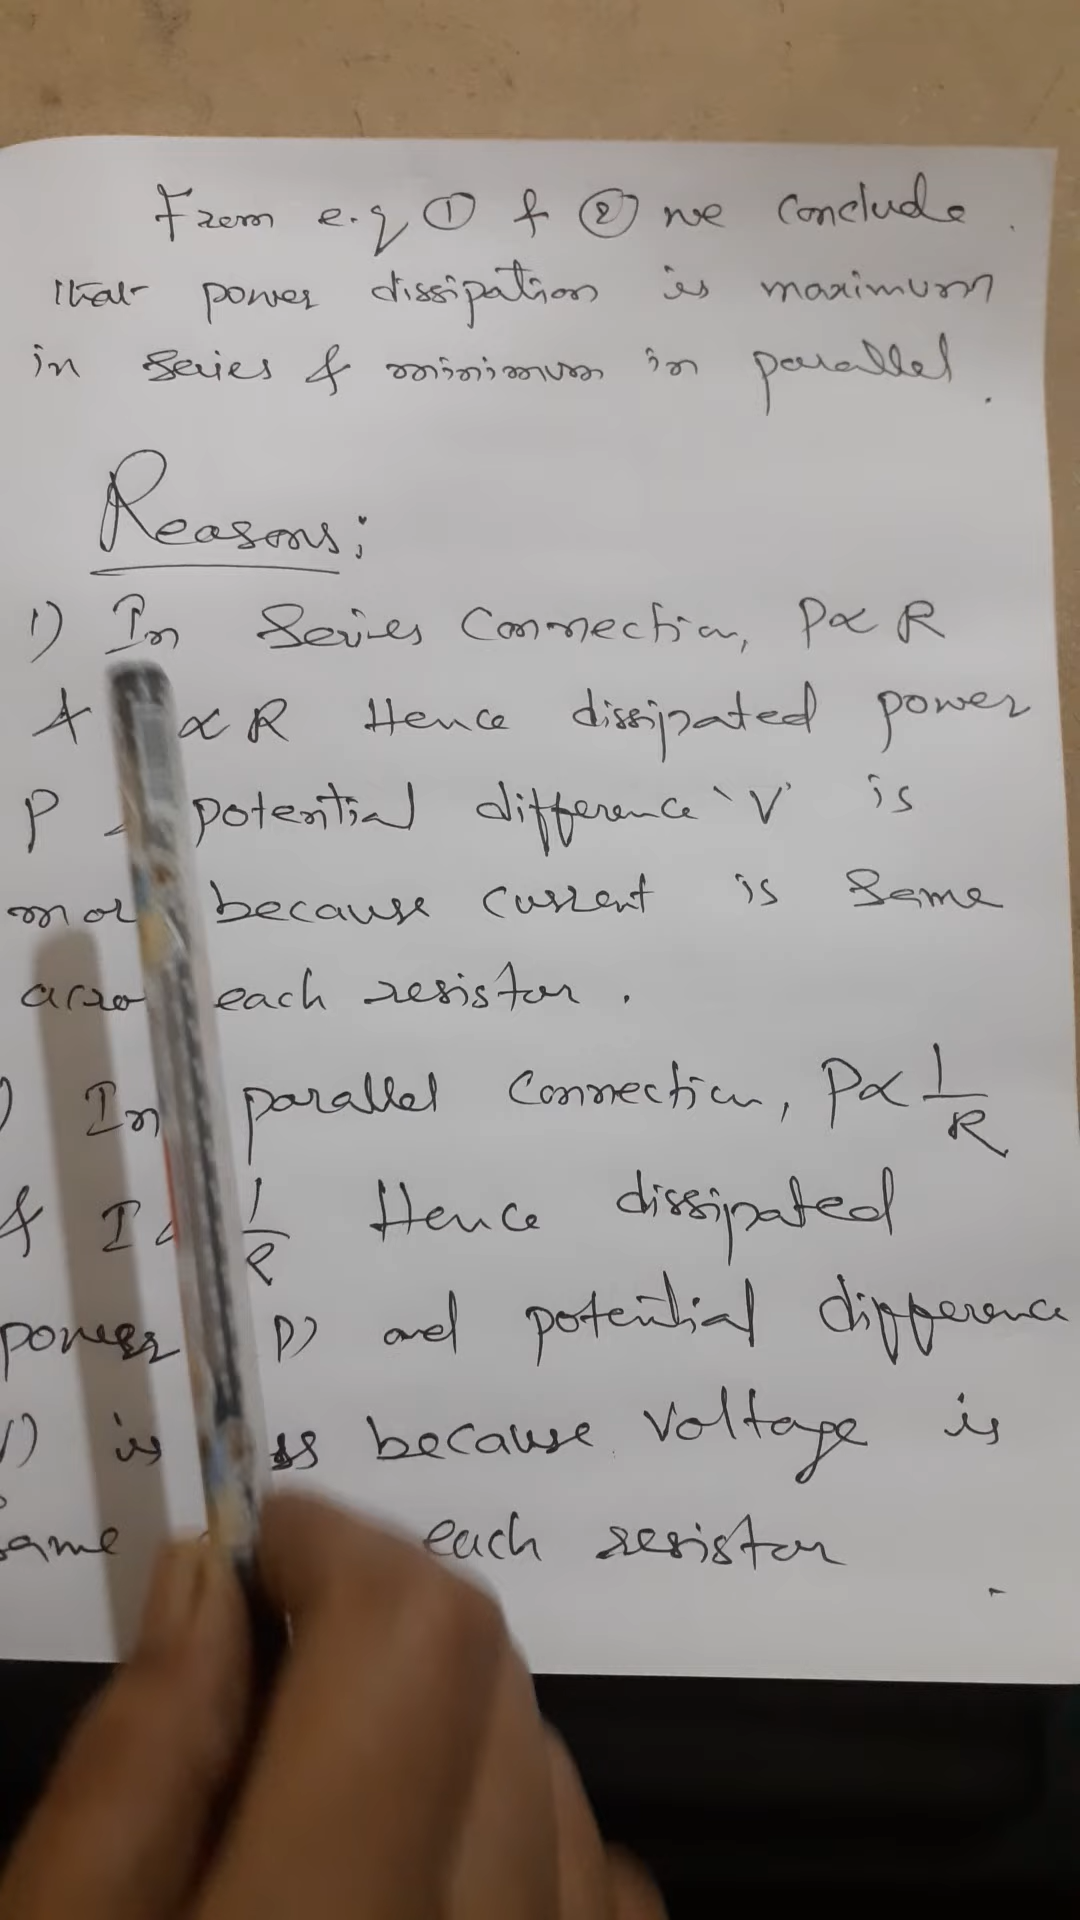 From e.q ① & ② we conclude.
that power dissipation is maximum
in series & minimum in parallel.
Reasons:
1) In Series Connection, P∝ R
& ∝ R Hence dissipated power
P potential difference 'V' is
because current is same
each resistor.
) In parallel Connection, P∝ 1/R
& I 1/R Hence dissipated
power P) and potential difference
V) is because voltage is
same each resistor